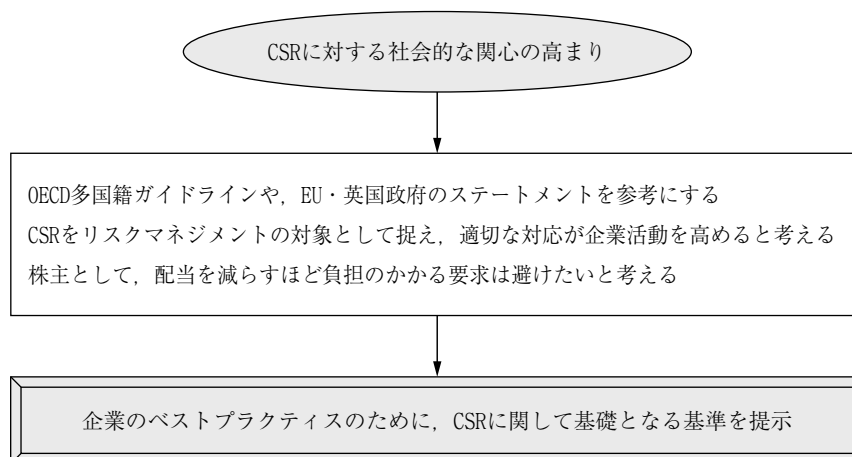 CSRに対する社会的な関心の高まり
OECD多国籍ガイドラインや，EU・英国政府のステートメントを参考にする
CSRをリスクマネジメントの対象として捉え，適切な対応が企業活動を高めると考える
株主として，配当を減らすほど負担のかかる要求は避けたいと考える
企業のベストプラクティスのために，CSRに関して基礎となる基準を提示